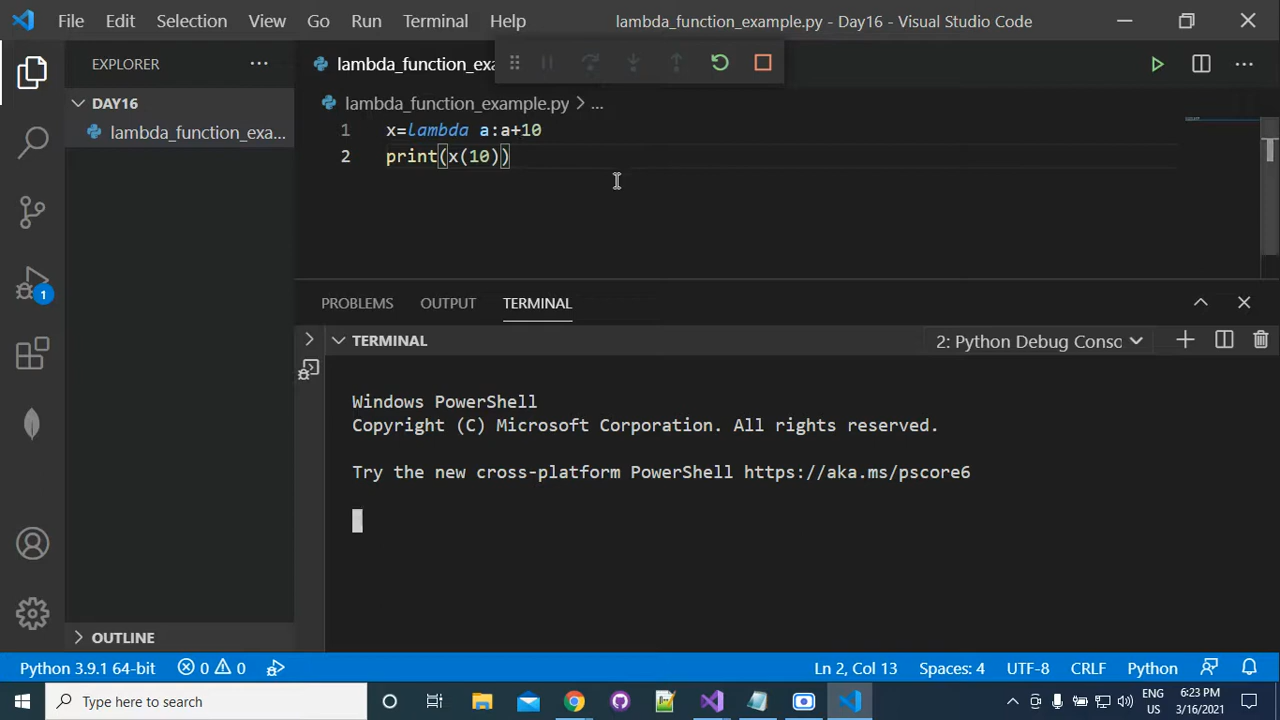 File Edit Selection View Go Run Terminal Help lambda_function_example.py - Day16 - Visual Studio Code
EXPLORER
lambda_function_exa
DAY16
lambda_function_exa...
lambda_function_example.py > ...
1 x=lambda a:a+10
2 print(x(10))
1
PROBLEMS OUTPUT TERMINAL
TERMINAL
2: Python Debug Conso
Windows PowerShell
Copyright (C) Microsoft Corporation. All rights reserved.
Try the new cross-platform PowerShell https://aka.ms/pscore6
OUTLINE
Python 3.9.1 64-bit 0 0 Ln 2, Col 13 Spaces: 4 UTF-8 CRLF Python
Type here to search
ENG
US
6:23 PM
3/16/2021